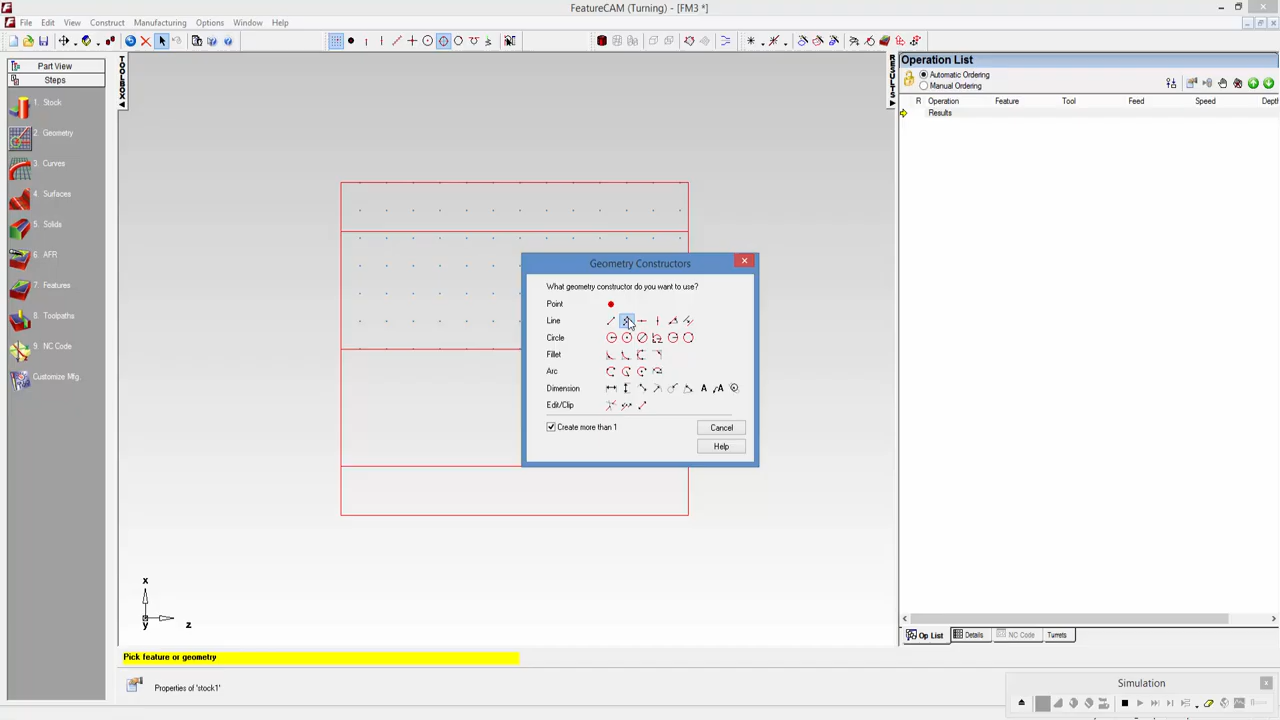 FeatureCAM (Turning) - [FM3 *]
File Edit View Construct Manufacturing Options Window Help
Part View
Steps
1. Stock
2. Geometry
3. Curves
4. Surfaces
5. Solids
6. AFR
7. Features
8. Toolpaths
9. NC Code
Customize Mfg.
TOOLBOX
RESULTS
Operation List
Automatic Ordering
Manual Ordering
R Operation Feature Tool Feed Speed Depth
Results
Geometry Constructors
What geometry constructor do you want to use?
Point
Line
Circle
Fillet
Arc
Dimension A A
Edit/Clip
Create more than 1
Cancel
Help
x
y
z
Op List Details NC Code Turrets
Pick feature or geometry
Properties of 'stock1'
Simulation